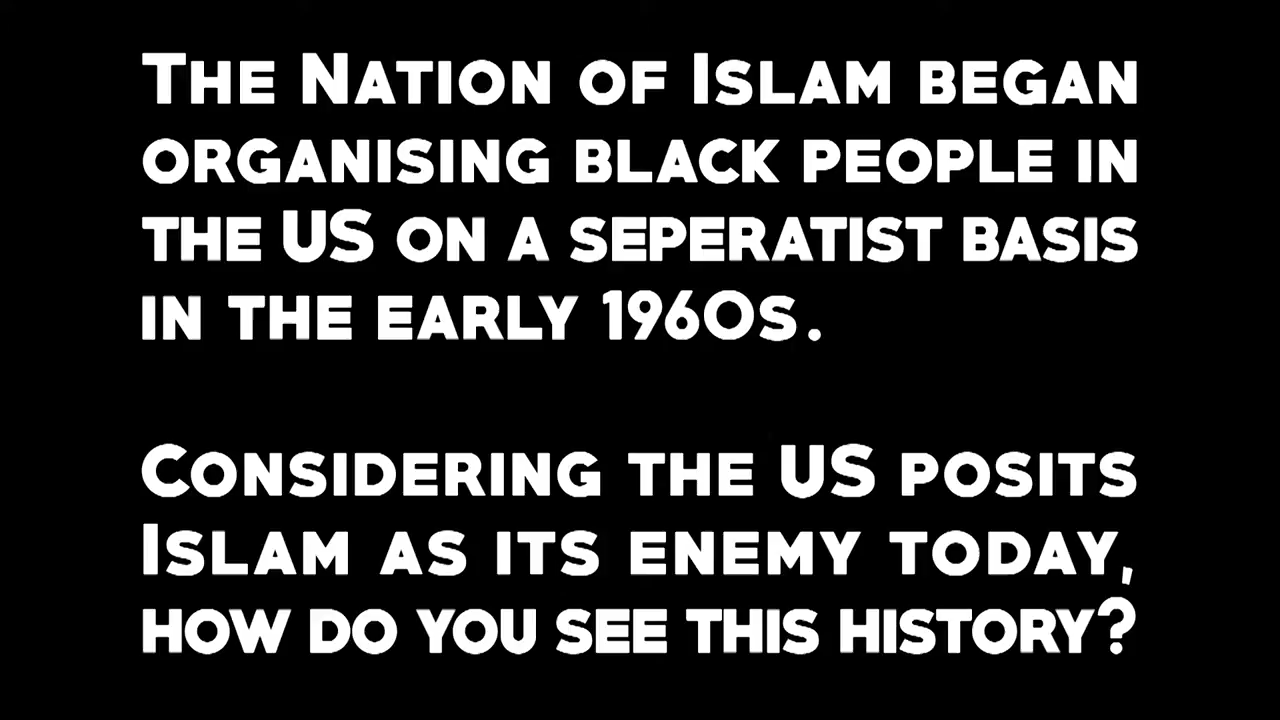 The Nation of Islam began
organising black people in
the US on a seperatist basis
in the early 1960s.
Considering the US posits
Islam as its enemy today,
how do you see this history?